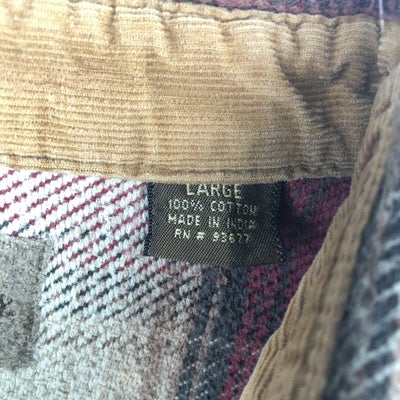 LARGE
100% COTTON
MADE IN INDIA
RN # 93677